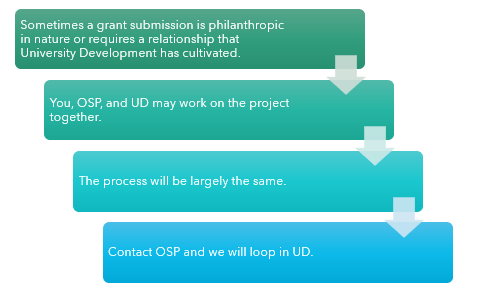 Sometimes a grant submission is philanthropic
in nature or requires a relationship that
University Development has cultivated.
You, OSP, and UD may work on the project
together.
The process will be largely the same.
Contact OSP and we will loop in UD.